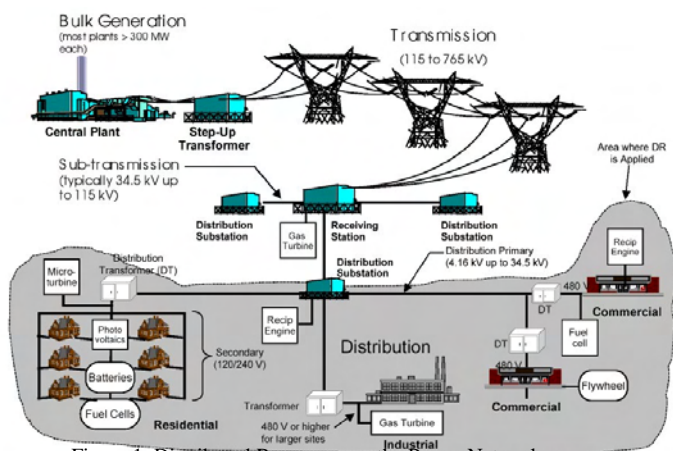 Bulk Generation
(most plants > 300 MW
each)
Transmission
(115 to 765 kV)
Central Plant
Step-Up
Transformer
Area where DR
is Applied
Sub-transmission
(typically 34.5 kV up
to 115 kV)
Distribution
Substation
Gas
Turbine
Receiving
Station
Distribution
Substation
Recip
Engine
Distribution
Transformer (DT)
Distribution
Substation
Distribution Primary
(4.16 kV up to 34.5 kV)
Micro-
turbine
480 V
Commercial
DT
Photo
voltaics
Recip
Engine
Secondary
(120/240 V)
Distribution
DT
Fuel
cell
480 V
Batteries
Flywheel
Fuel Cells
Residential
Transformer
480 V or higher
for larger sites
Gas Turbine
Industrial
Commercial